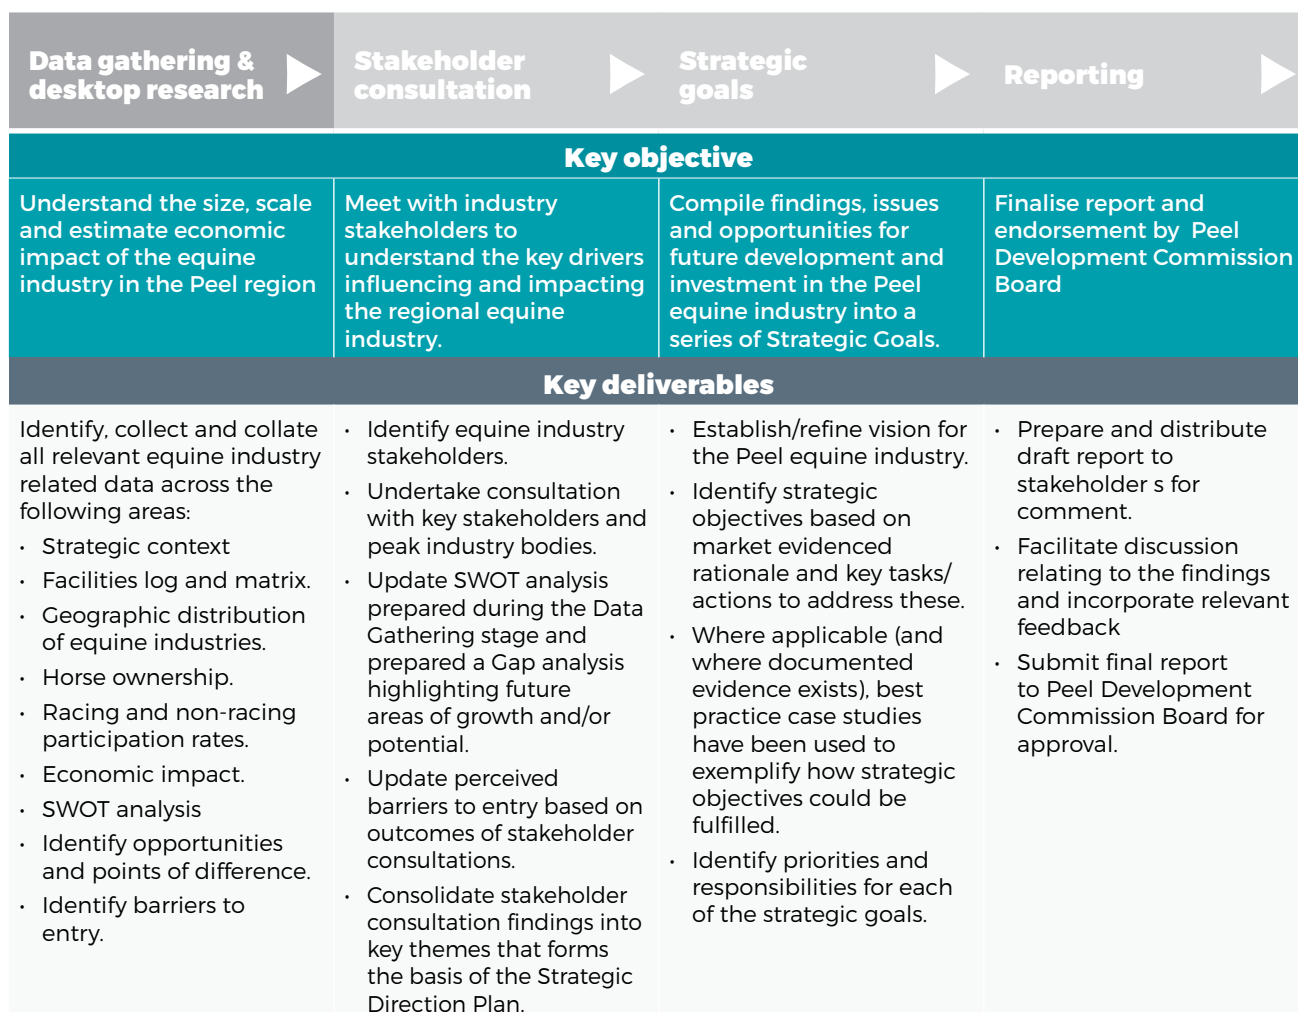 Data gathering &
desktop research
Stakeholder
consultation
Strategic
goals
Reporting
Key objective
Understand the size, scale
and estimate economic
impact of the equine
industry in the Peel region
Meet with industry
stakeholders to
understand the key drivers
influencing and impacting
the regional equine
industry.
Compile findings, issues
and opportunities for
future development and
investment in the Peel
equine industry into a
series of Strategic Goals.
Finalise report and
endorsement by  Peel
Development Commission
Board
Key deliverables
Identify, collect and collate
all relevant equine industry
related data across the
following areas:
• Strategic context
• Facilities log and matrix.
• Geographic distribution
of equine industries.
• Horse ownership.
• Racing and non-racing
participation rates.
• Economic impact.
• SWOT analysis
• Identify opportunities
and points of difference.
• Identify barriers to
entry.
• Identify equine industry
stakeholders.
• Undertake consultation
with key stakeholders and
peak industry bodies.
• Update SWOT analysis
prepared during the Data
Gathering stage and
prepared a Gap analysis
highlighting future
areas of growth and/or
potential.
• Update perceived
barriers to entry based on
outcomes of stakeholder
consultations.
• Consolidate stakeholder
consultation findings into
key themes that forms
the basis of the Strategic
Direction Plan.
• Establish/refine vision for
the Peel equine industry.
• Identify strategic
objectives based on
market evidenced
rationale and key tasks/
actions to address these.
• Where applicable (and
where documented
evidence exists), best
practice case studies
have been used to
exemplify how strategic
objectives could be
fulfilled.
• Identify priorities and
responsibilities for each
of the strategic goals.
• Prepare and distribute
draft report to
stakeholder s for
comment.
• Facilitate discussion
relating to the findings
and incorporate relevant
feedback
• Submit final report
to Peel Development
Commission Board for
approval.